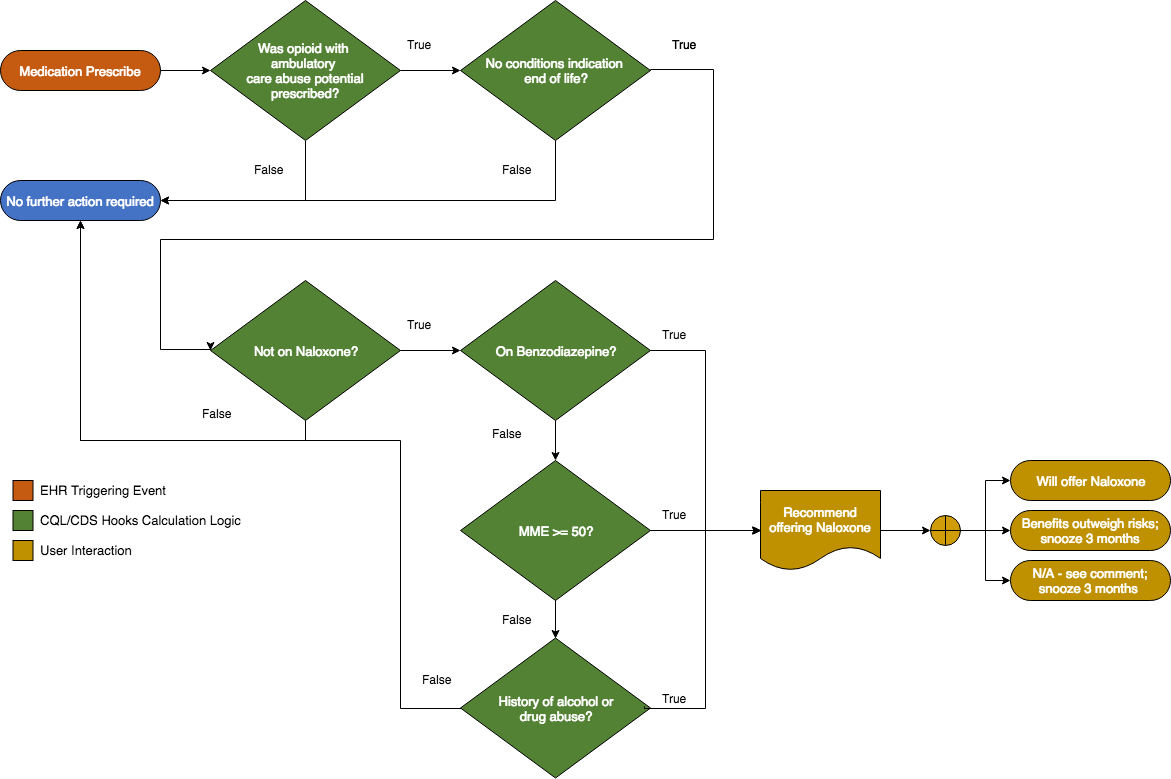 Medication Prescribe
Was opioid with
ambulatory
care abuse potential
prescribed?
True
No conditions indication
end of life?
True
False
False
No further action required
Not on Naloxone?
True
On Benzodiazepine?
True
False
False
MME >= 50?
True
False
History of alcohol or
drug abuse?
False
True
Recommend
offering Naloxone
Will offer Naloxone
Benefits outweigh risks;
snooze 3 months
N/A - see comment;
snooze 3 months
EHR Triggering Event
CQL/CDS Hooks Calculation Logic
User Interaction